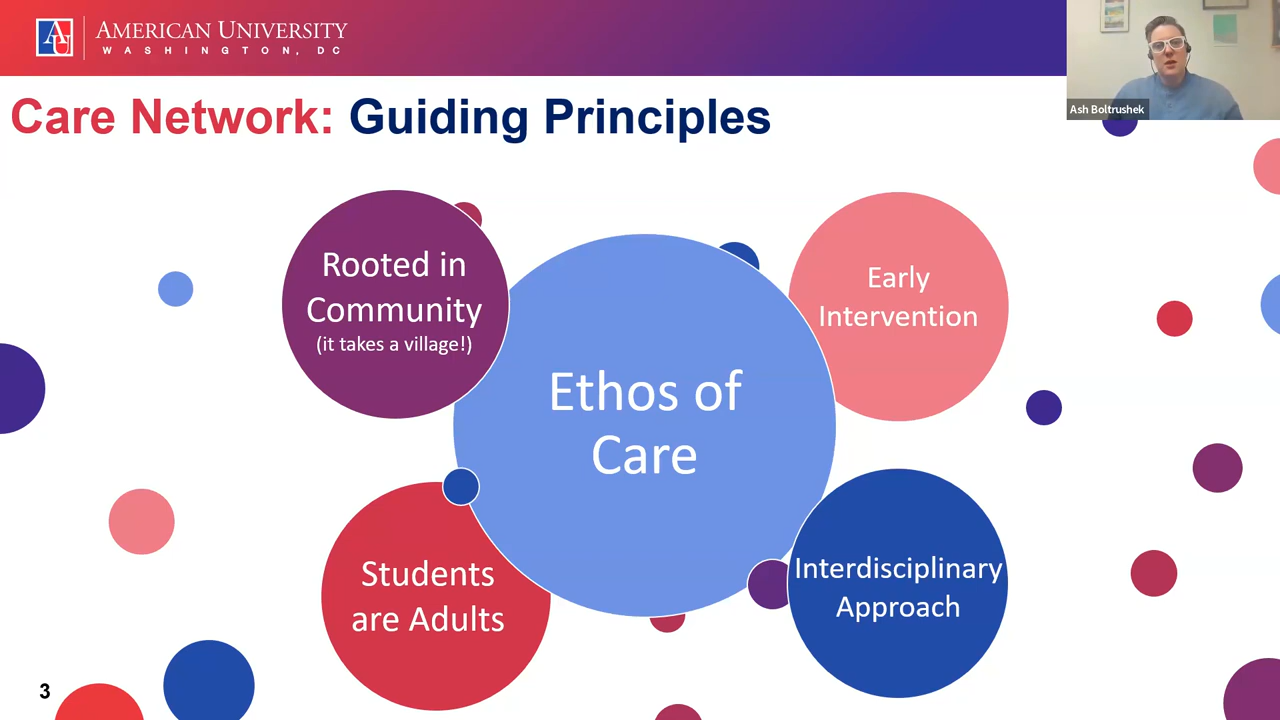 AU
AMERICAN UNIVERSITY
WASHINGTON, DC
Ash Boltrushek
Care Network: Guiding Principles
Rooted in
Community
(it takes a village!)
Early
Intervention
Ethos of
Care
Students
are Adults
Interdisciplinary
Approach
3